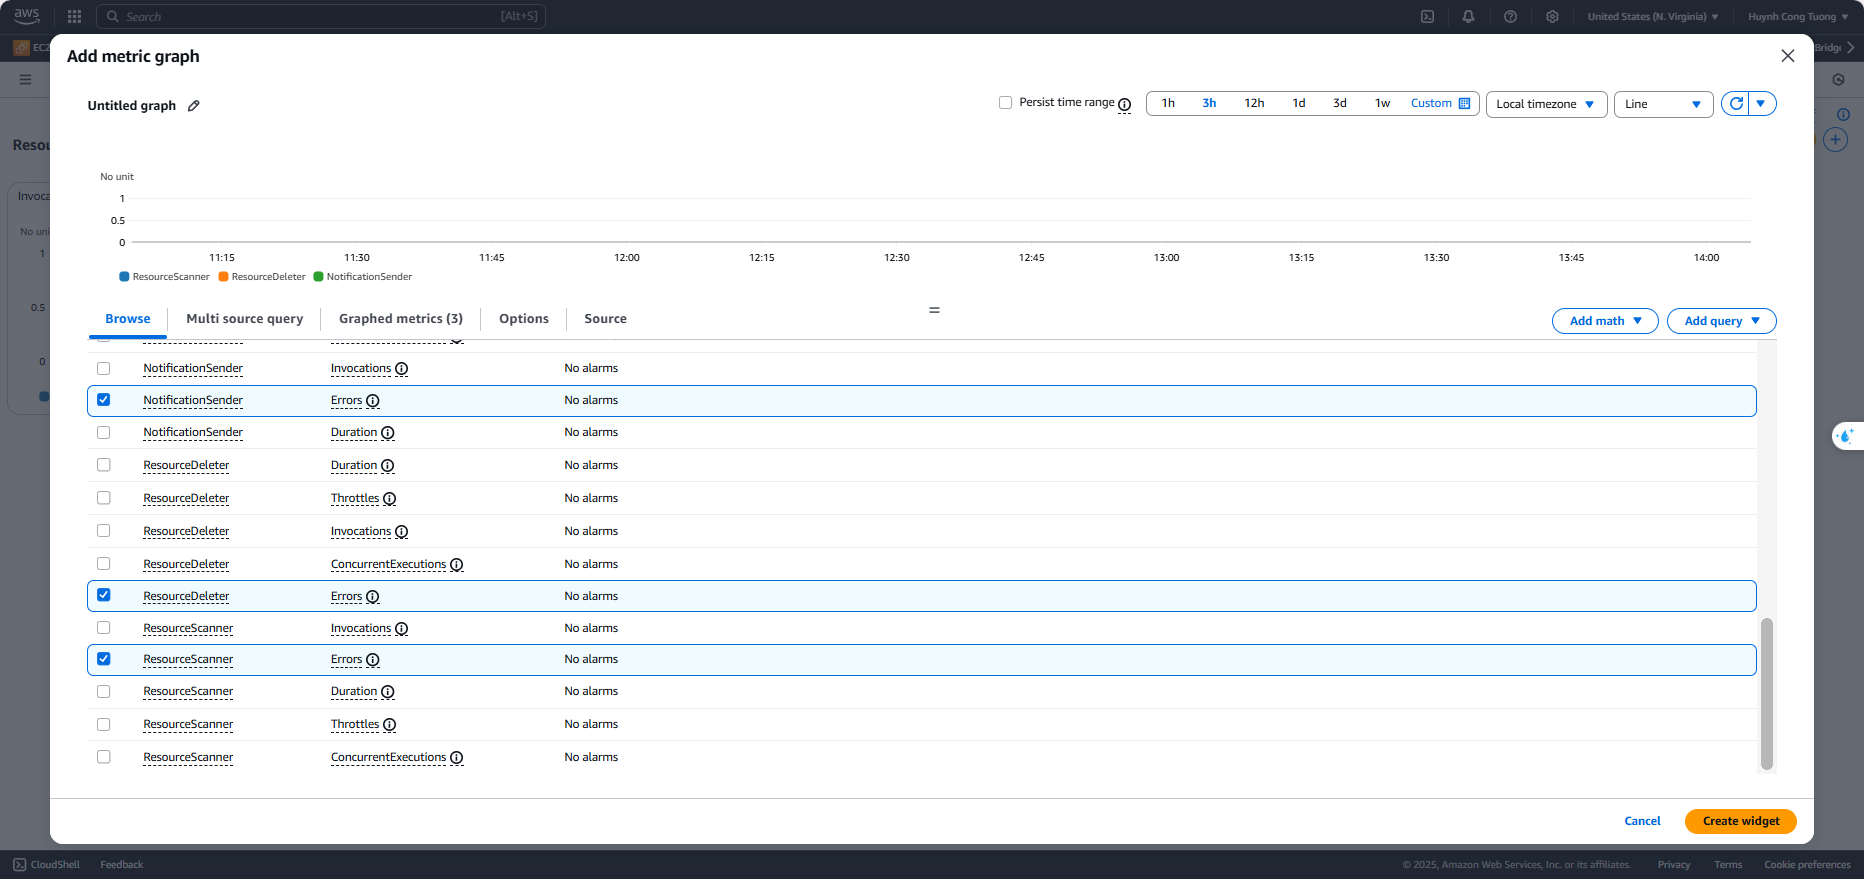 aws
Search [Alt+S]
United States (N. Virginia)
Huynh Cong Tuong
EC2
Bridge
Add metric graph
Untitled graph
Persist time range
1h 3h 12h 1d 3d 1w Custom
Local timezone
Line
Resou
Invoca
No uni
1
0.5
0
No unit
1
0.5
0
11:15 11:30 11:45 12:00 12:15 12:30 12:45 13:00 13:15 13:30 13:45 14:00
ResourceScanner ResourceDeleter NotificationSender
Browse Multi source query Graphed metrics (3) Options Source
Add math Add query
NotificationSender Invocations No alarms
NotificationSender Errors No alarms
NotificationSender Duration No alarms
ResourceDeleter Duration No alarms
ResourceDeleter Throttles No alarms
ResourceDeleter Invocations No alarms
ResourceDeleter ConcurrentExecutions No alarms
ResourceDeleter Errors No alarms
ResourceScanner Invocations No alarms
ResourceScanner Errors No alarms
ResourceScanner Duration No alarms
ResourceScanner Throttles No alarms
ResourceScanner ConcurrentExecutions No alarms
Cancel Create widget
CloudShell Feedback
© 2025, Amazon Web Services, Inc. or its affiliates. Privacy Terms Cookie preferences